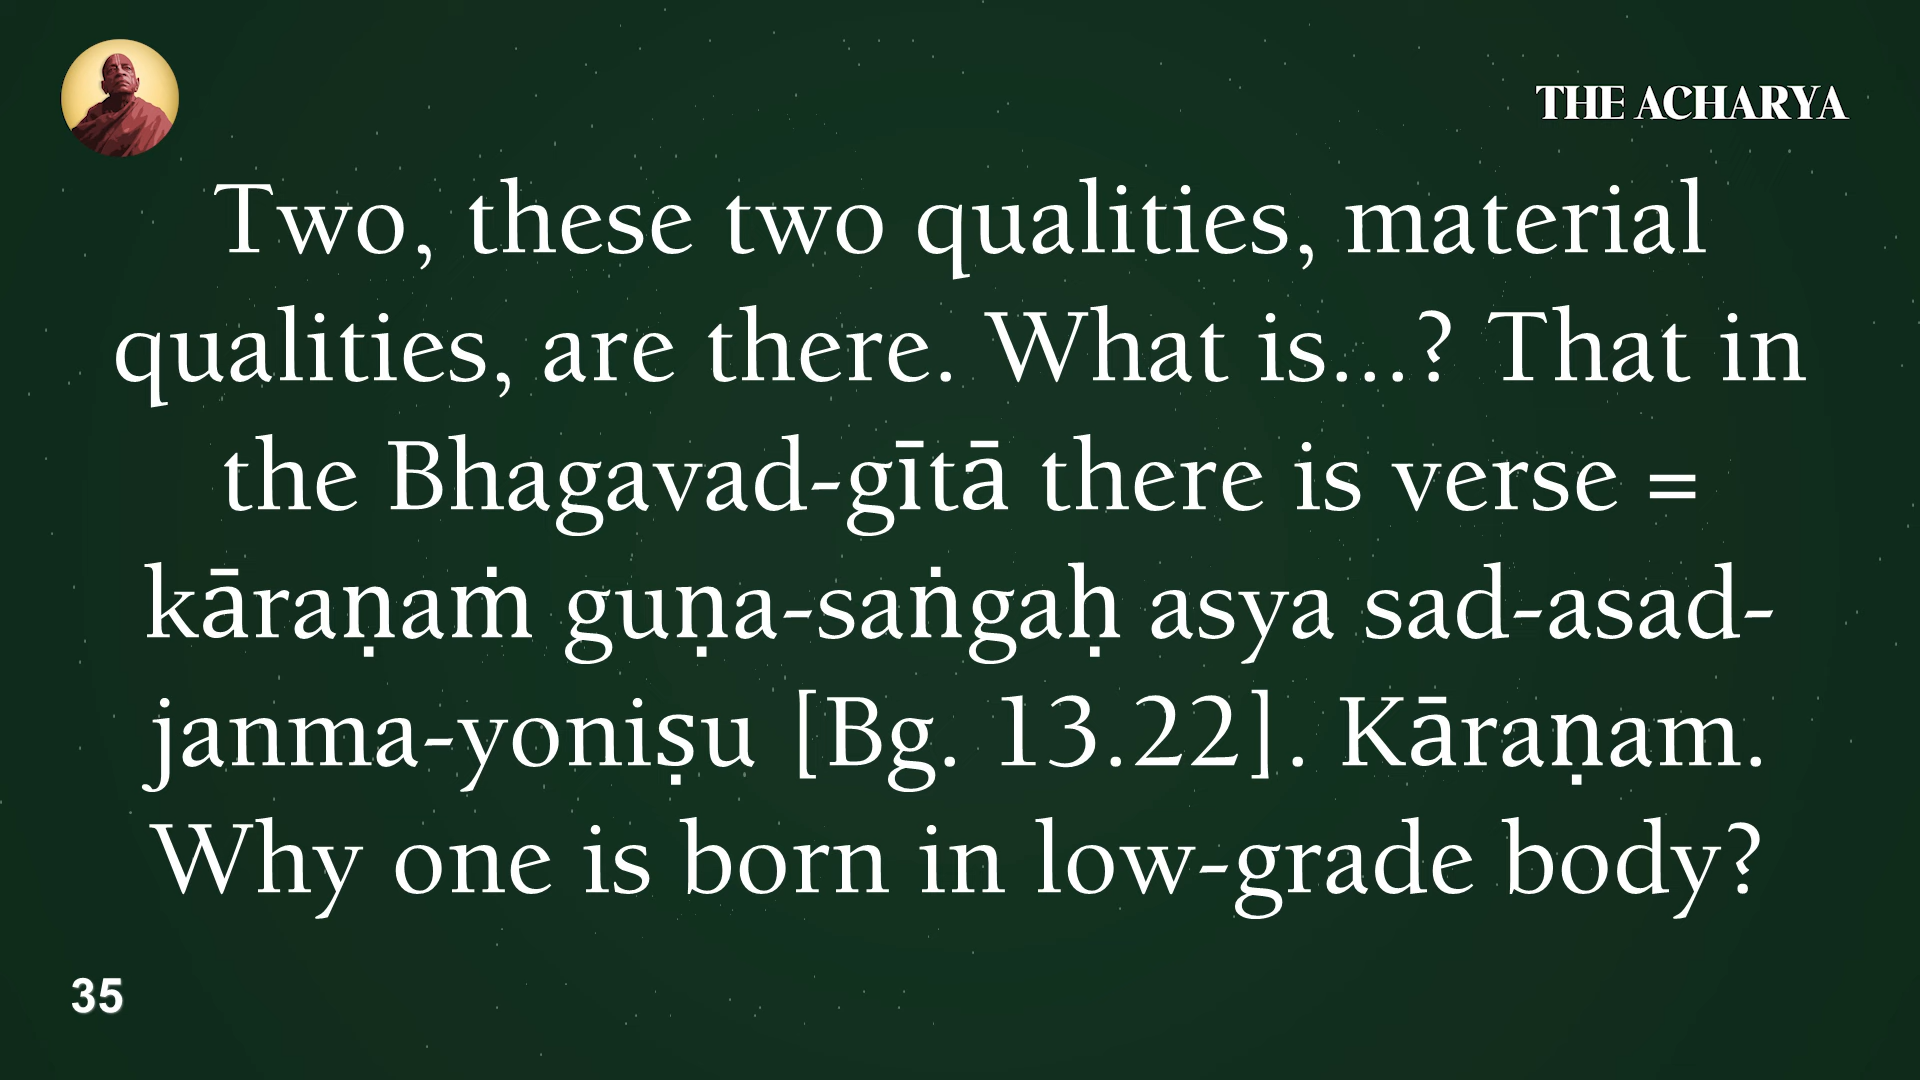 THE ACHARYA
Two, these two qualities, material
qualities, are there. What is...? That in
the Bhagavad-gītā there is verse =
kāraṇaṁ guṇa-saṅgaḥ asya sad-asad-
janma-yoniṣu [Bg. 13.22]. Kāraṇam.
Why one is born in low-grade body?
35